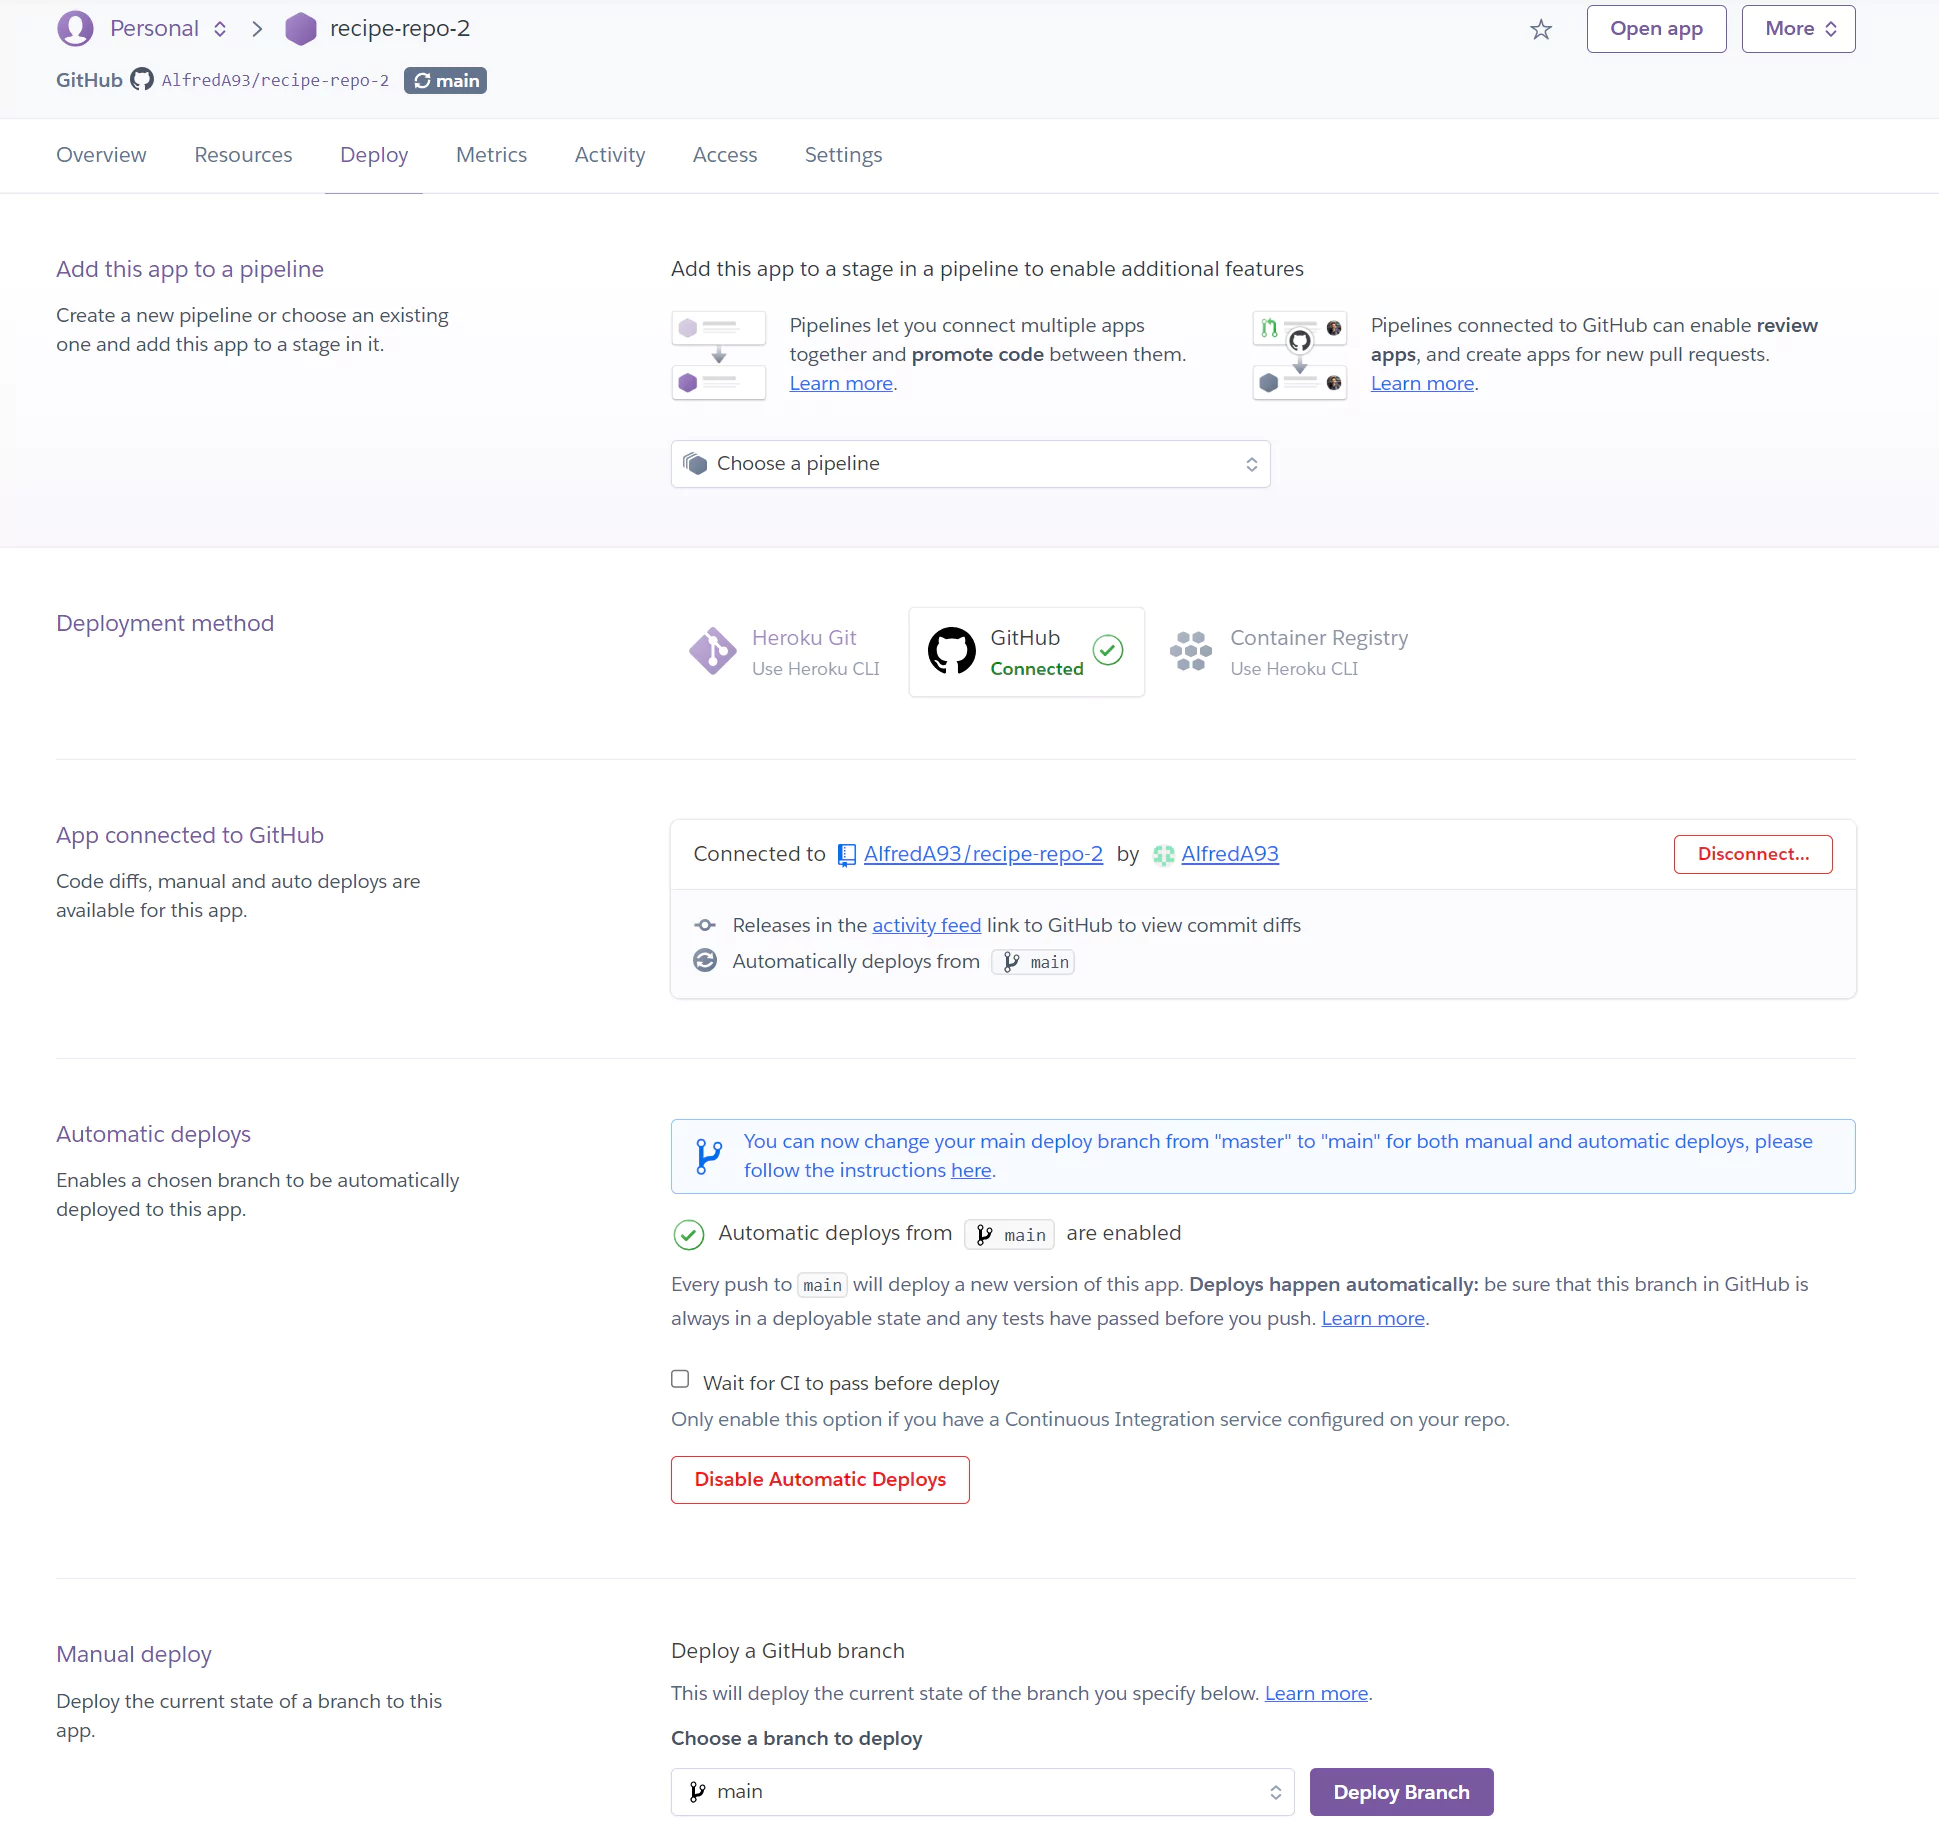 Personal
recipe-repo-2
Open app
More
GitHub AlfredA93/recipe-repo-2 main
Overview Resources Deploy Metrics Activity Access Settings
Add this app to a pipeline
Create a new pipeline or choose an existing
one and add this app to a stage in it.
Add this app to a stage in a pipeline to enable additional features
Pipelines let you connect multiple apps
together and promote code between them.
Learn more.
Pipelines connected to GitHub can enable review
apps, and create apps for new pull requests.
Learn more.
Choose a pipeline
Deployment method
Heroku Git
Use Heroku CLI
GitHub
Connected
Container Registry
Use Heroku CLI
App connected to GitHub
Code diffs, manual and auto deploys are
available for this app.
Connected to AlfredA93/recipe-repo-2 by AlfredA93
Disconnect...
Releases in the activity feed link to GitHub to view commit diffs
Automatically deploys from main
Automatic deploys
Enables a chosen branch to be automatically
deployed to this app.
You can now change your main deploy branch from "master" to "main" for both manual and automatic deploys, please
follow the instructions here.
Automatic deploys from main are enabled
Every push to main will deploy a new version of this app. Deploys happen automatically: be sure that this branch in GitHub is
always in a deployable state and any tests have passed before you push. Learn more.
Wait for CI to pass before deploy
Only enable this option if you have a Continuous Integration service configured on your repo.
Disable Automatic Deploys
Manual deploy
Deploy the current state of a branch to this
app.
Deploy a GitHub branch
This will deploy the current state of the branch you specify below. Learn more.
Choose a branch to deploy
main
Deploy Branch